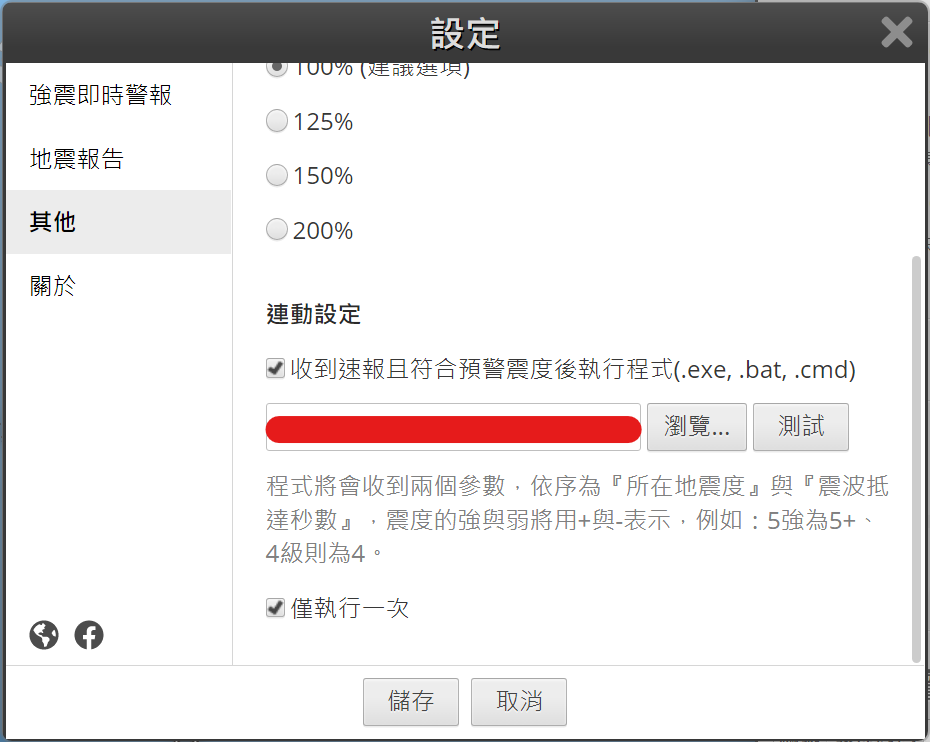 設定
強震即時警報
地震報告
其他
關於
100% (建議選項)
125%
150%
200%
連動設定
收到速報且符合預警震度後執行程式(.exe, .bat, .cmd)
瀏覽... 測試
程式將會收到兩個參數，依序為『所在地震度』與『震波抵
達秒數』，震度的強與弱將用+與-表示，例如：5強為5+、
4級則為4。
僅執行一次
儲存 取消